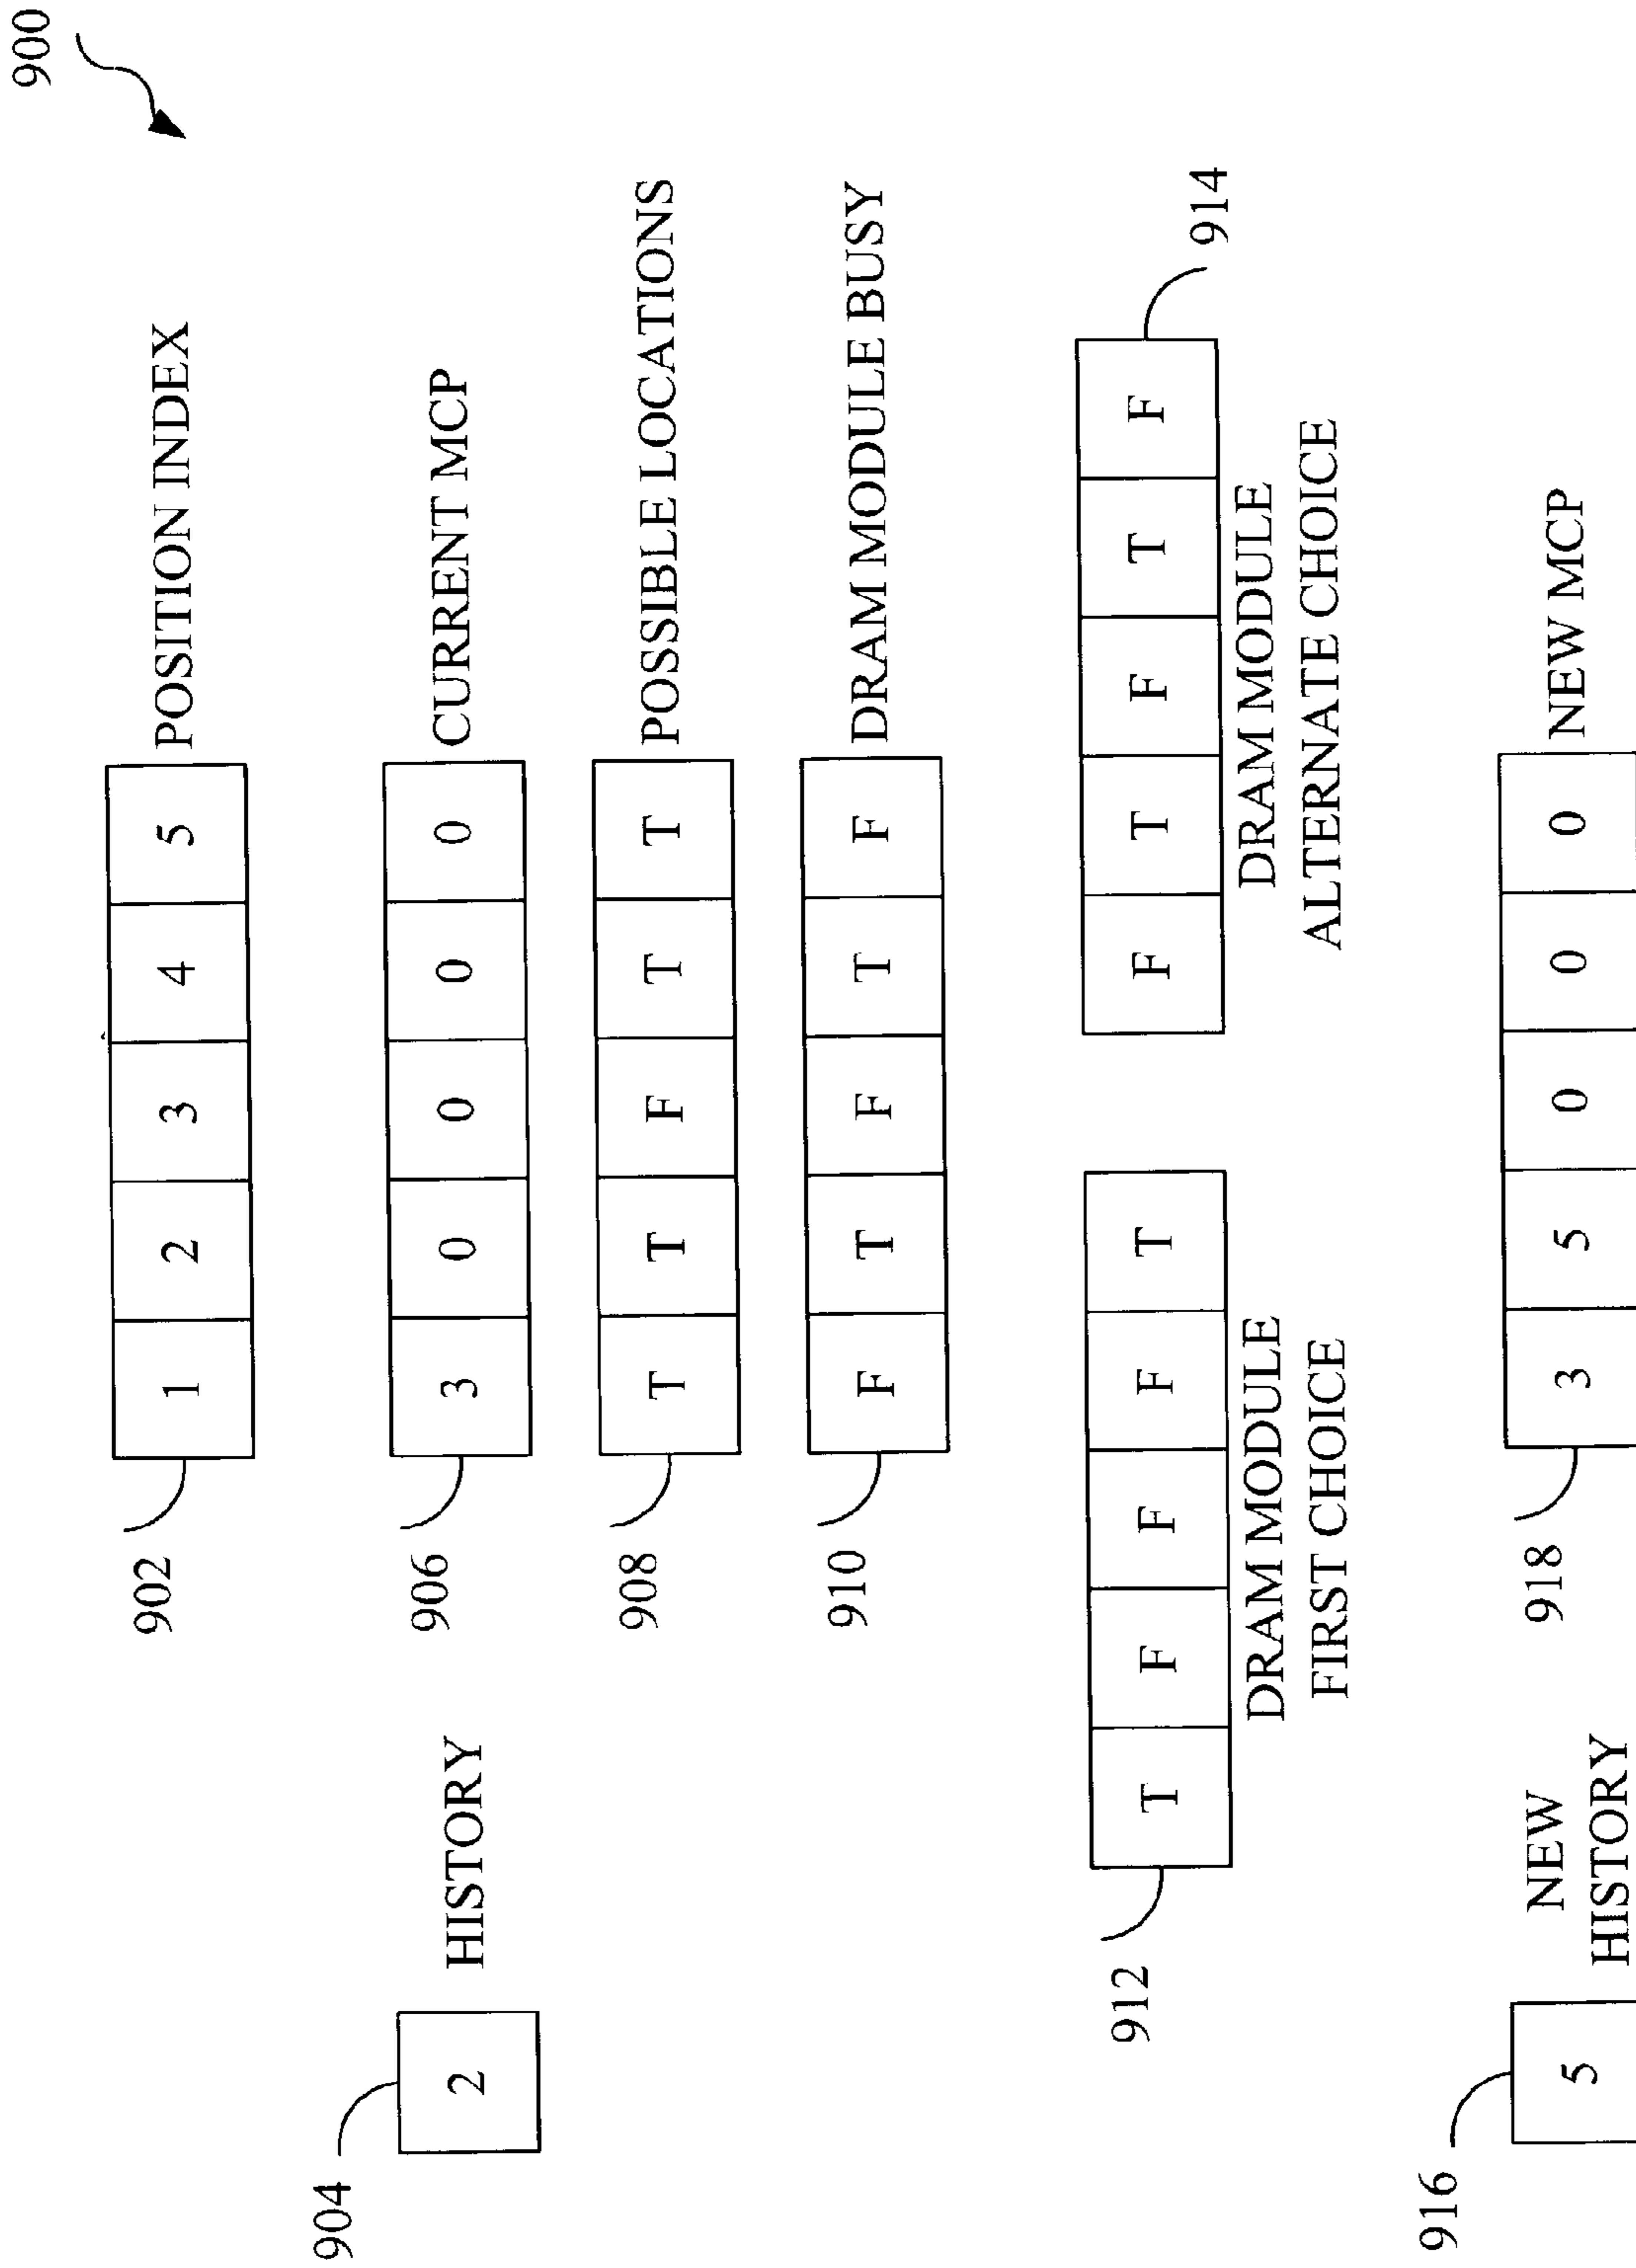 900
902 1 2 3 4 5 POSITION INDEX
904 2 HISTORY 906 3 0 0 0 0 CURRENT MCP
908 T T F T T POSSIBLE LOCATIONS
910 F T F T F DRAM MODULE BUSY
912 T F F F T F T F T F 914
DRAM MODULE
FIRST CHOICE
DRAM MODULE
ALTERNATE CHOICE
916 5 NEW
HISTORY
918 3 5 0 0 0 NEW MCP